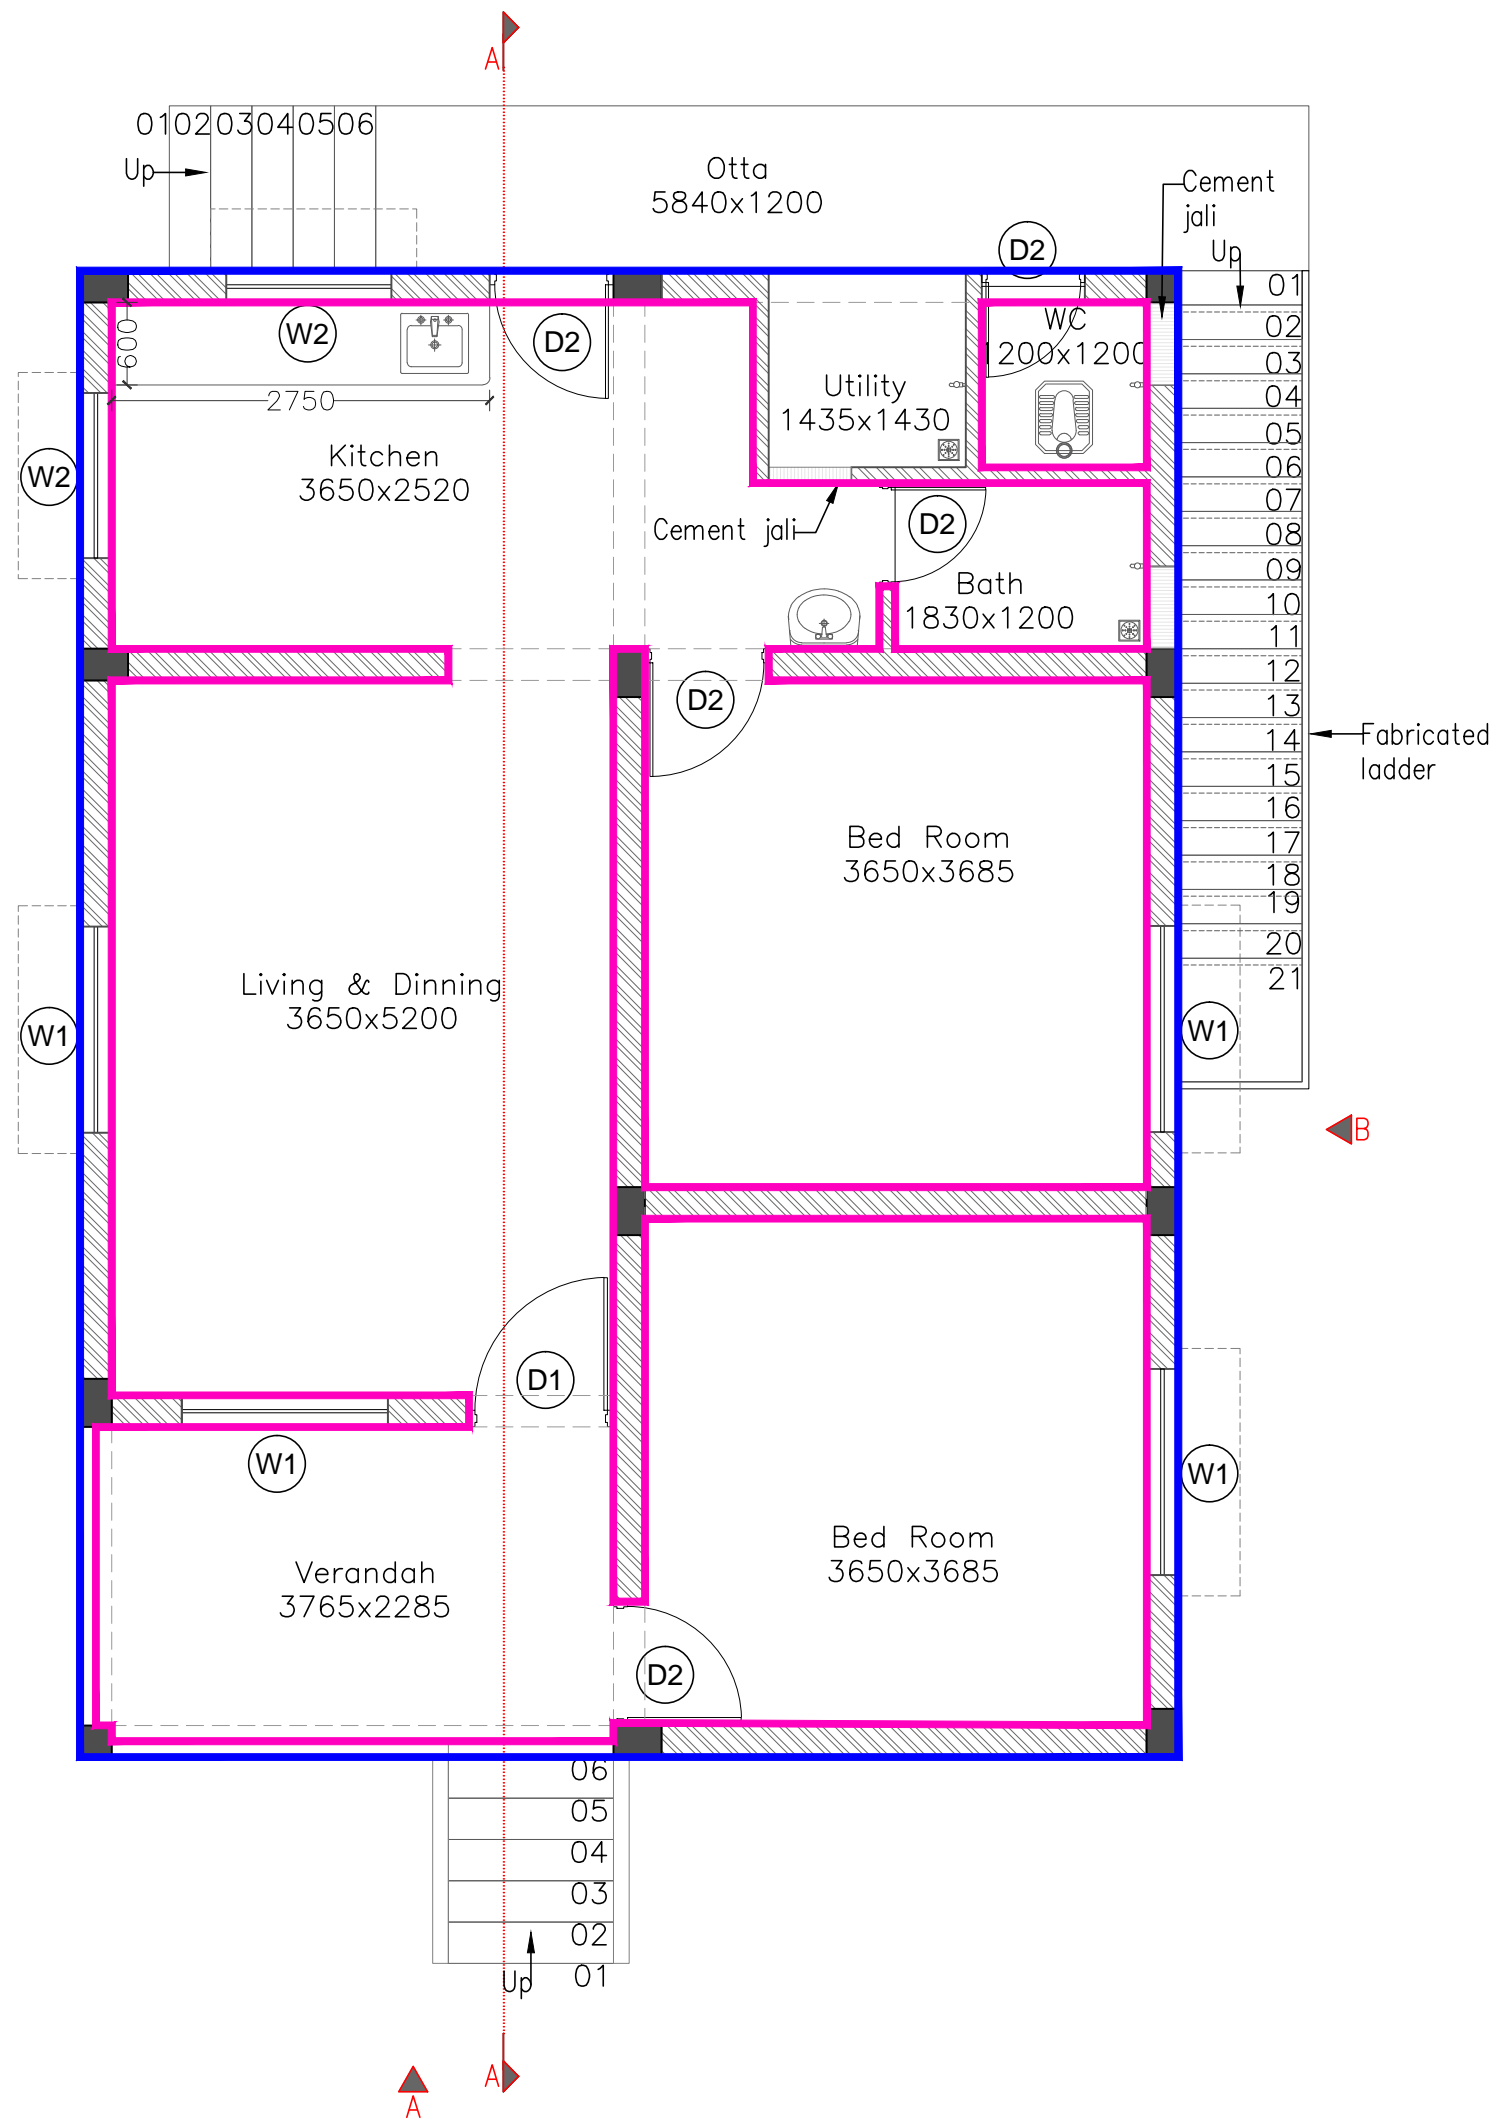 A
01 02 03 04 05 06
Up
Otta
5840x1200
Cement
jali
Up
D2
01
02
03
04
05
06
07
08
09
10
11
12
13
14
15
16
17
18
19
20
21
WC
1200x1200
W2
D2
600
2750
Utility
1435x1430
Kitchen
3650x2520
W2
Cement jali
D2
Bath
1830x1200
D2
Fabricated
ladder
Bed Room
3650x3685
Living & Dinning
3650x5200
W1
W1
B
D1
W1
W1
Bed Room
3650x3685
Verandah
3765x2285
D2
06
05
04
03
02
01
Up
A
A